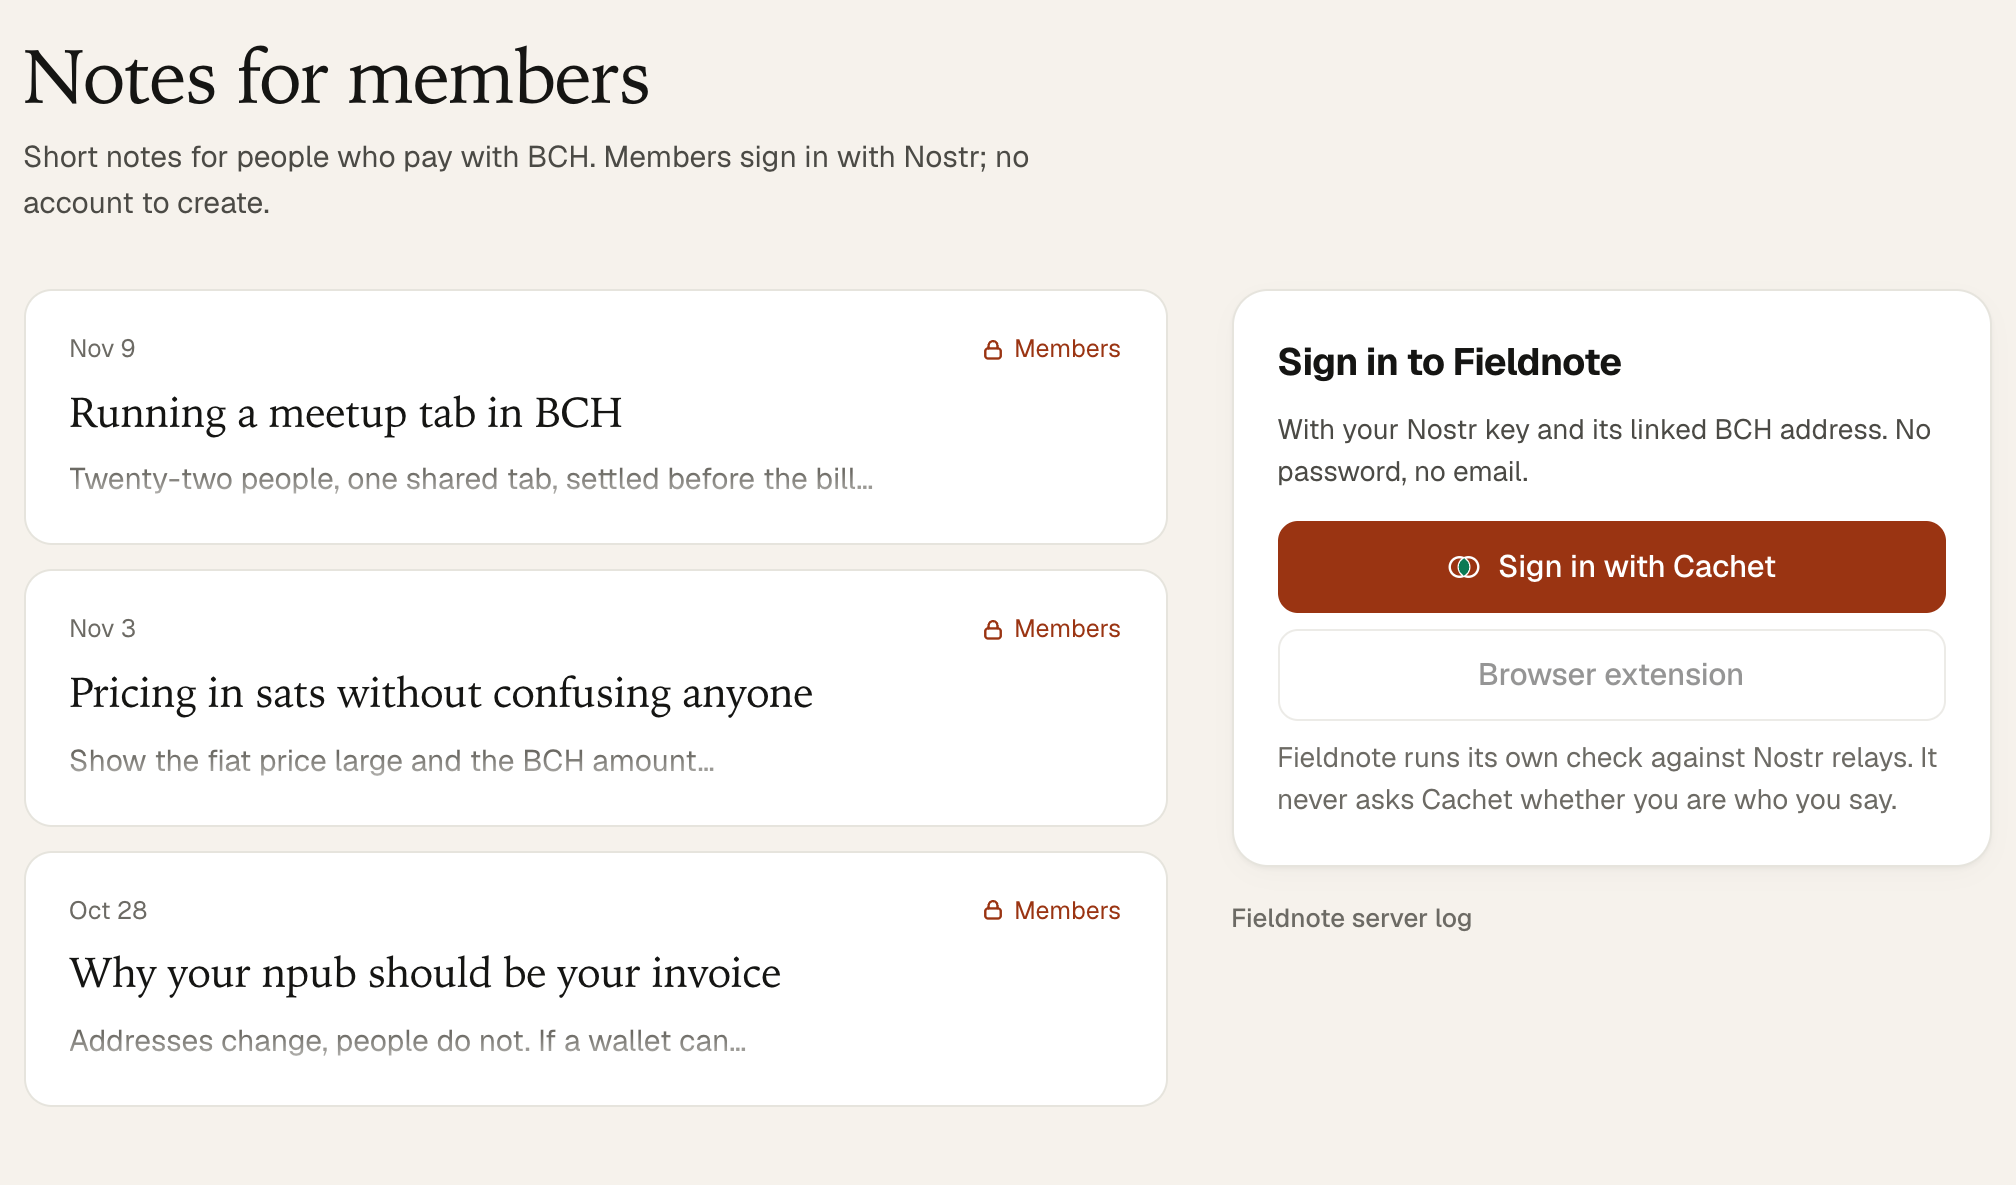 Notes for members
Short notes for people who pay with BCH. Members sign in with Nostr; no
account to create.
Nov 9
Members
Running a meetup tab in BCH
Twenty-two people, one shared tab, settled before the bill...
Nov 3
Members
Pricing in sats without confusing anyone
Show the fiat price large and the BCH amount...
Oct 28
Members
Why your npub should be your invoice
Addresses change, people do not. If a wallet can...
Sign in to Fieldnote
With your Nostr key and its linked BCH address. No
password, no email.
Sign in with Cachet
Browser extension
Fieldnote runs its own check against Nostr relays. It
never asks Cachet whether you are who you say.
Fieldnote server log